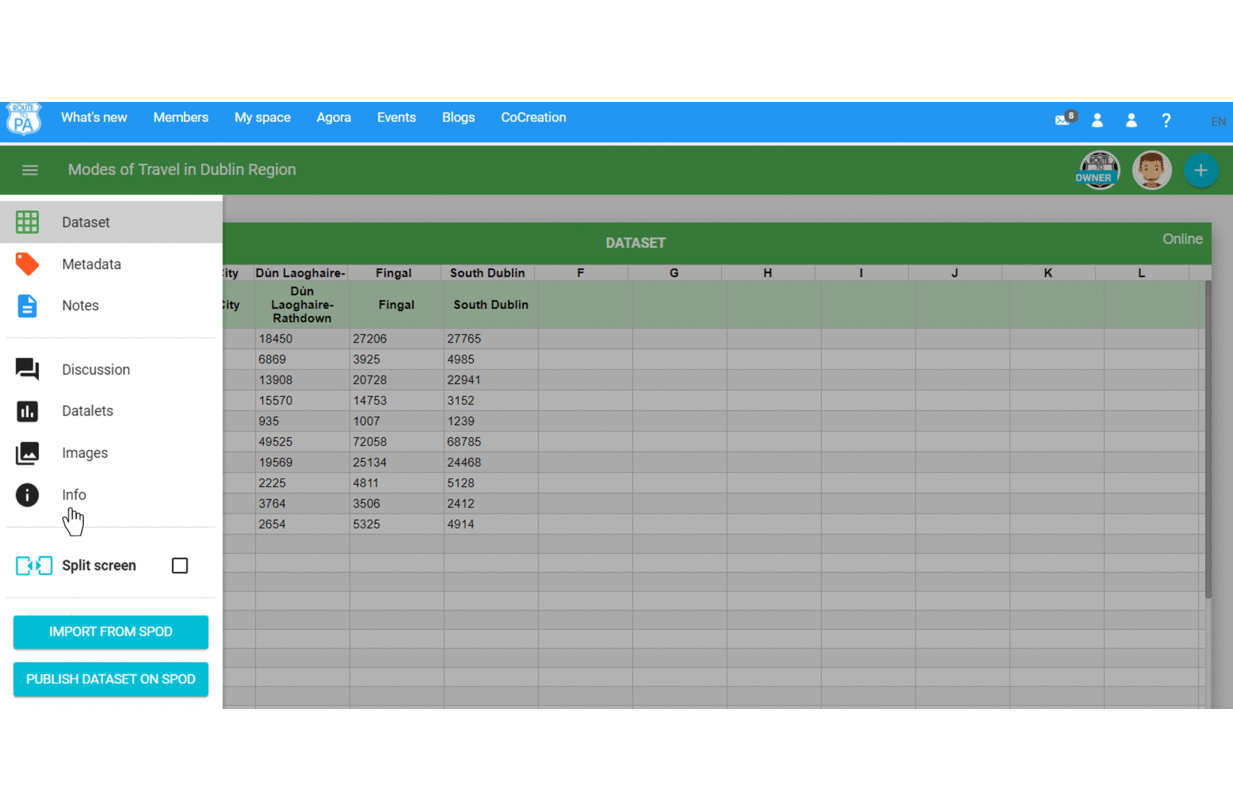 ROUTE
TO
PA
What's new Members My space Agora Events Blogs CoCreation 8 ? EN
Modes of Travel in Dublin Region ROUTE TO OWNER +
Dataset
Metadata
Notes
Discussion
Datalets
Images
Info
Split screen
IMPORT FROM SPOD
PUBLISH DATASET ON SPOD
DATASET Online
City Dún Laoghaire- Fingal South Dublin F G H I J K L
City Dún Laoghaire-Rathdown Fingal South Dublin
18450 27206 27765
6869 3925 4985
13908 20728 22941
15570 14753 3152
935 1007 1239
49525 72058 68785
19569 25134 24468
2225 4811 5128
3764 3506 2412
2654 5325 4914